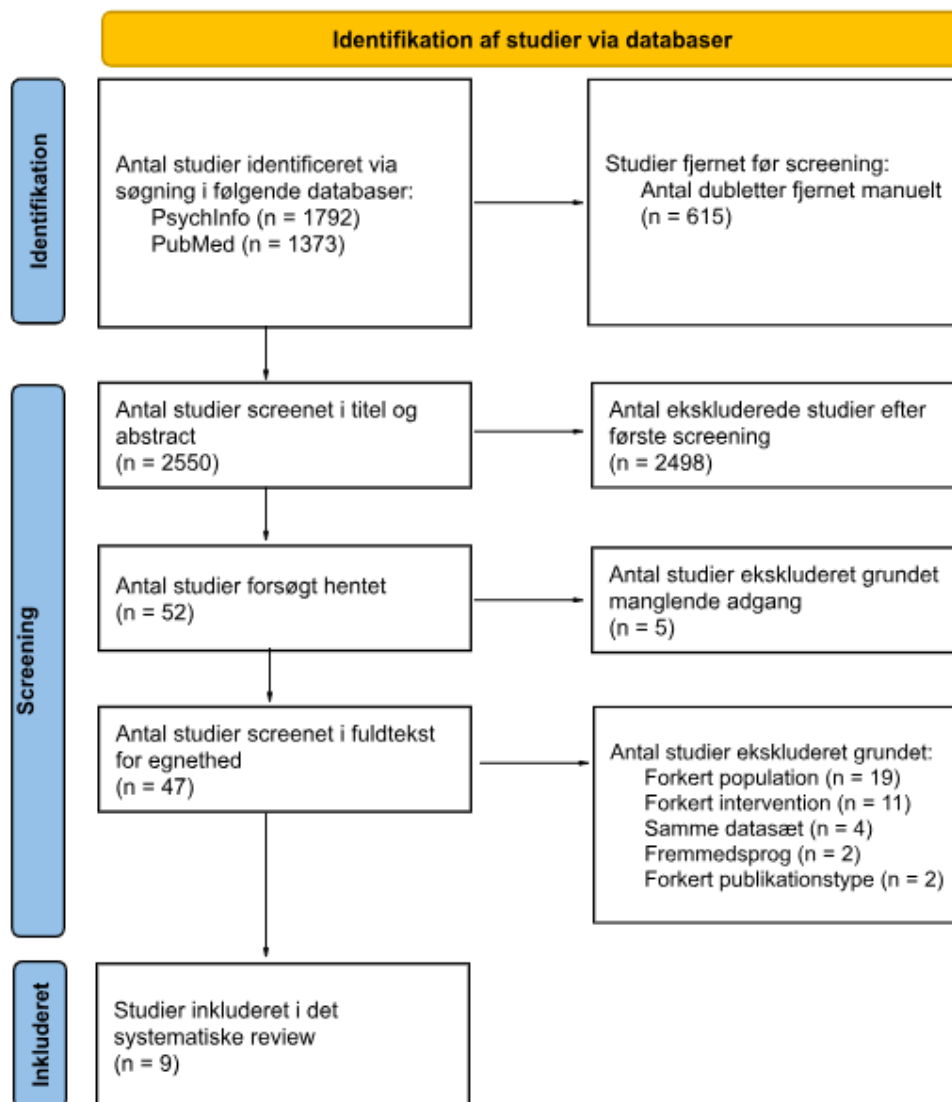 Identifikation af studier via databaser
Identifikation
Antal studier identificeret via
søgning i følgende databaser:
PsychInfo (n = 1792)
PubMed (n = 1373)
Studier fjernet før screening:
Antal dubletter fjernet manuelt
(n = 615)
Screening
Antal studier screenet i titel og
abstract
(n = 2550)
Antal ekskluderede studier efter
første screening
(n = 2498)
Antal studier forsøgt hentet
(n = 52)
Antal studier ekskluderet grundet
manglende adgang
(n = 5)
Antal studier screenet i fuldtekst
for egnethed
(n = 47)
Antal studier ekskluderet grundet:
Forkert population (n = 19)
Forkert intervention (n = 11)
Samme datasæt (n = 4)
Fremmedsprog (n = 2)
Forkert publikationstype (n = 2)
Inkluderet
Studier inkluderet i det
systematiske review
(n = 9)